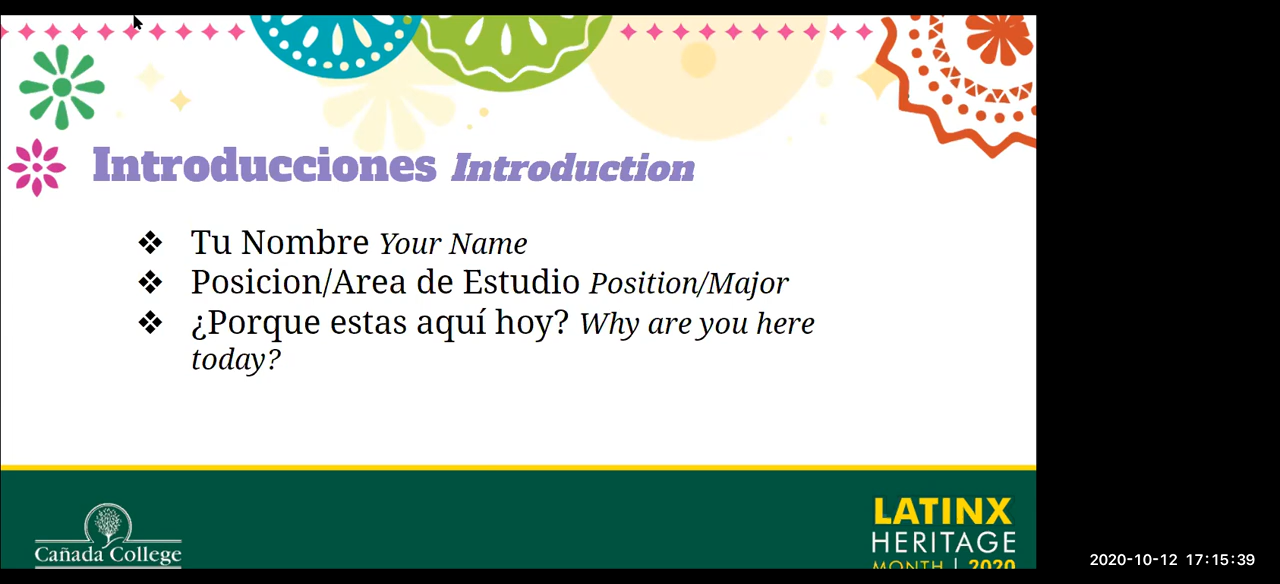 Introducciones Introduction
❖ Tu Nombre Your Name
❖ Posicion/Area de Estudio Position/Major
❖ ¿Porque estas aquí hoy? Why are you here
today?
Cañada College
LATINX
HERITAGE
MONTH | 2020
2020-10-12 17:15:39